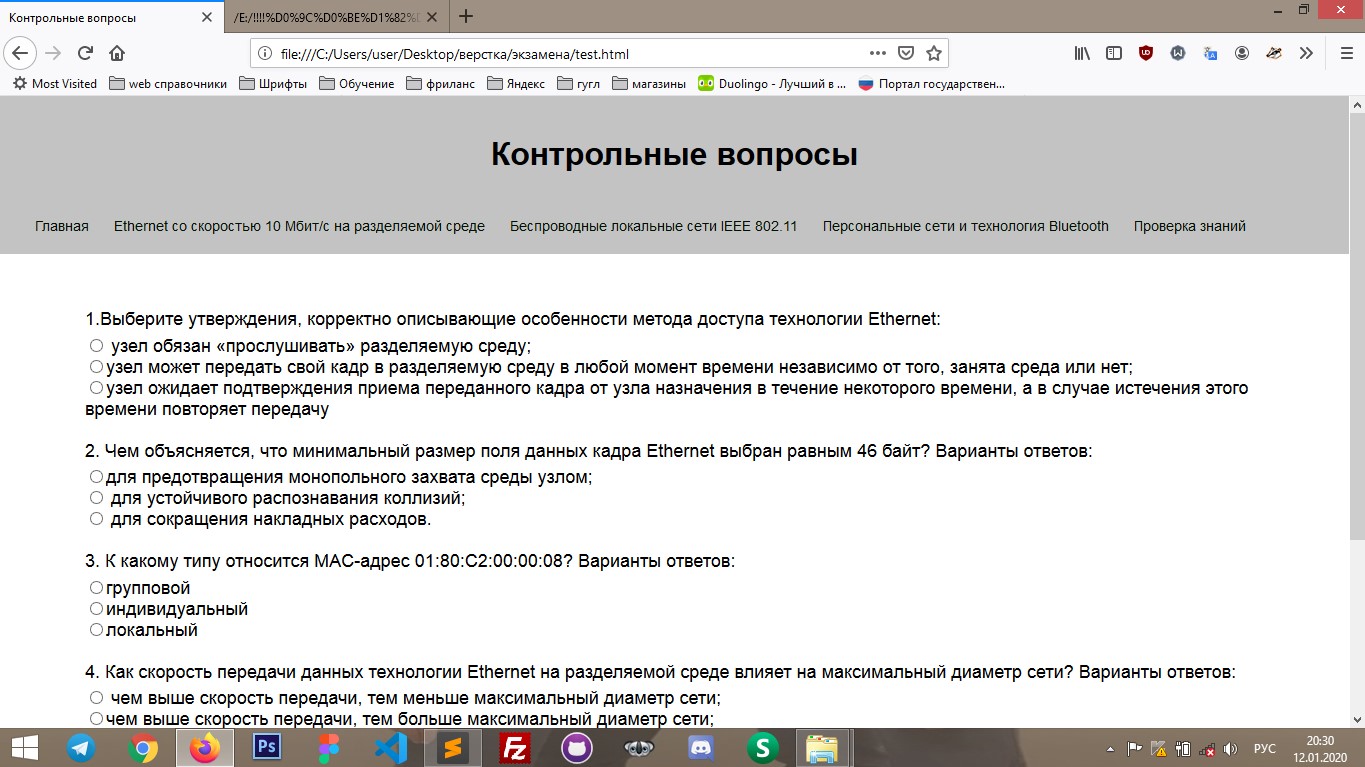 Контрольные вопросы
/E:/!!!!%D0%9C%D0%BE%D1%82%D
file:///C:/Users/user/Desktop/верстка/экзамена/test.html
Most Visited web справочники Шрифты Обучение фриланс Яндекс гугл магазины Duolingo - Лучший в ... Портал государствен...
Контрольные вопросы
Главная Ethernet со скоростью 10 Мбит/с на разделяемой среде Беспроводные локальные сети IEEE 802.11 Персональные сети и технология Bluetooth Проверка знаний
1.Выберите утверждения, корректно описывающие особенности метода доступа технологии Ethernet:
узел обязан «прослушивать» разделяемую среду;
узел может передать свой кадр в разделяемую среду в любой момент времени независимо от того, занята среда или нет;
узел ожидает подтверждения приема переданного кадра от узла назначения в течение некоторого времени, а в случае истечения этого
времени повторяет передачу
2. Чем объясняется, что минимальный размер поля данных кадра Ethernet выбран равным 46 байт? Варианты ответов:
для предотвращения монопольного захвата среды узлом;
для устойчивого распознавания коллизий;
для сокращения накладных расходов.
3. К какому типу относится MAC-адрес 01:80:C2:00:00:08? Варианты ответов:
групповой
индивидуальный
локальный
4. Как скорость передачи данных технологии Ethernet на разделяемой среде влияет на максимальный диаметр сети? Варианты ответов:
чем выше скорость передачи, тем меньше максимальный диаметр сети;
чем выше скорость передачи, тем больше максимальный диаметр сети;
Ps
Fz
S
РУС
20:30
12.01.2020